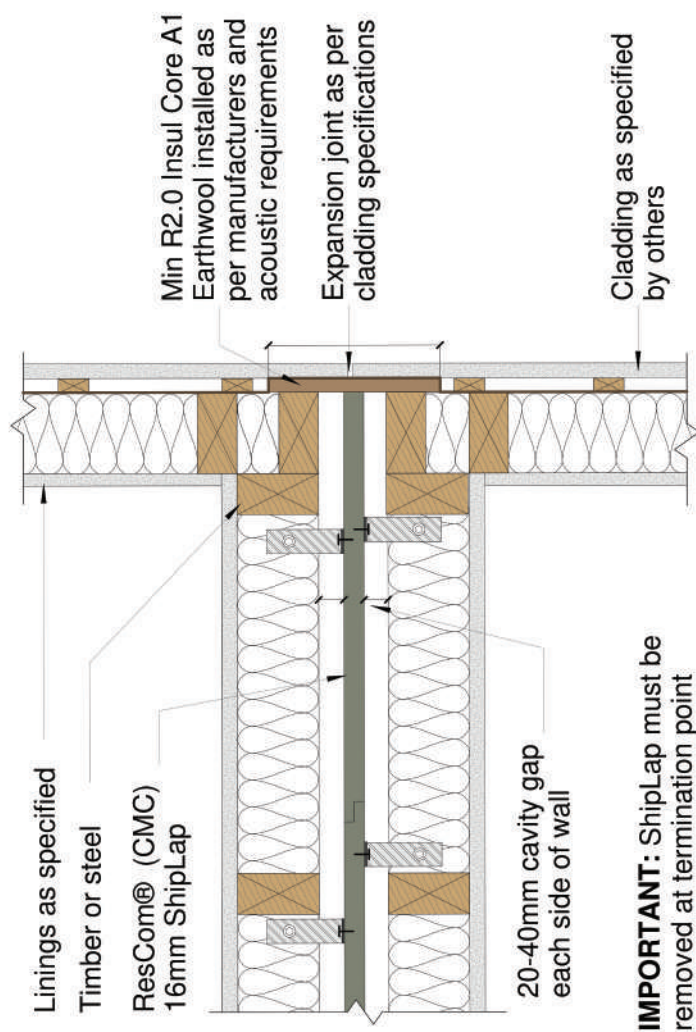 Linings as specified
Timber or steel
ResCom® (CMC)
16mm ShipLap
20-40mm cavity gap
each side of wall
IMPORTANT: ShipLap must be
removed at termination point
Min R2.0 Insul Core A1
Earthwool installed as
per manufacturers and
acoustic requirements
Expansion joint as per
cladding specifications
Cladding as specified
by others